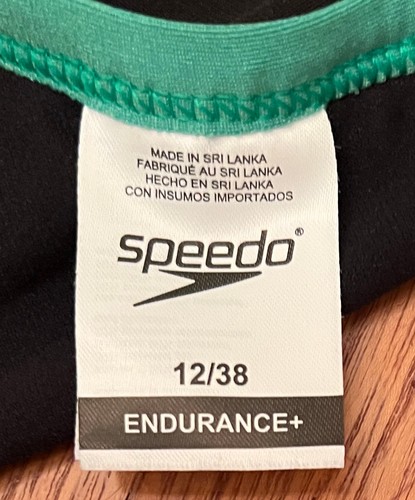 MADE IN SRI LANKA
FABRIQUÉ AU SRI LANKA
HECHO EN SRI LANKA
CON INSUMOS IMPORTADOS
speedo®
12/38
ENDURANCE+